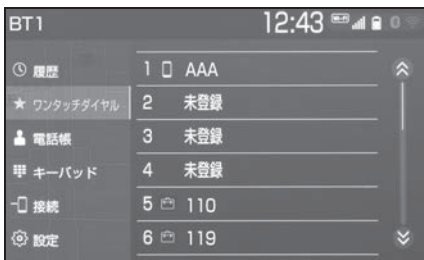 BT1 12:43 Wi-Fi
履歴
ワンタッチダイヤル
電話帳
キーパッド
接続
設定
1 AAA
2 未登録
3 未登録
4 未登録
5 110
6 119